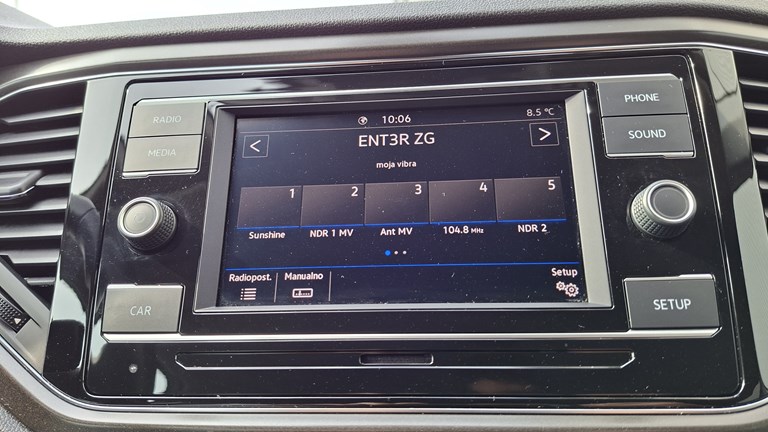 RADIO
MEDIA
CAR
10:06
8.5 °C
<
ENT3R ZG
>
moja vibra
1 2 3 4 5
Sunshine NDR 1 MV Ant MV 104.8 MHz NDR 2
Radiopost. Manualno Setup
PHONE
SOUND
SETUP